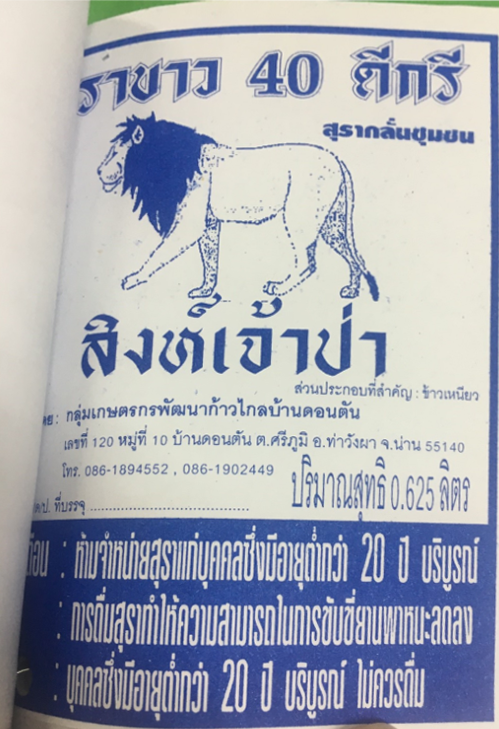 ราขาว 40 ดีกรี
สุรากลั่นชุมชน
สิงห์เจ้าป่า
ส่วนประกอบที่สำคัญ : ข้าวเหนียว
ดย : กลุ่มเกษตรกรพัฒนาก้าวไกลบ้านดอนตัน
เลขที่ 120 หมู่ที่ 10 บ้านดอนตัน ต.ศรีภูมิ อ.ท่าวังผา จ.น่าน 55140
โทร. 086-1894552 , 086-1902449
ปริมาณสุทธิ 0.625 ลิตร
/ป. ที่บรรจุ ........................................
ตือน : ห้ามจำหน่ายสุราแก่บุคคลซึ่งมีอายุต่ำกว่า 20 ปี บริบูรณ์
: การดื่มสุราทำให้ความสามารถในการขับขี่ยานพาหนะลดลง
: บุคคลซึ่งมีอายุต่ำกว่า 20 ปี บริบูรณ์ ไม่ควรดื่ม